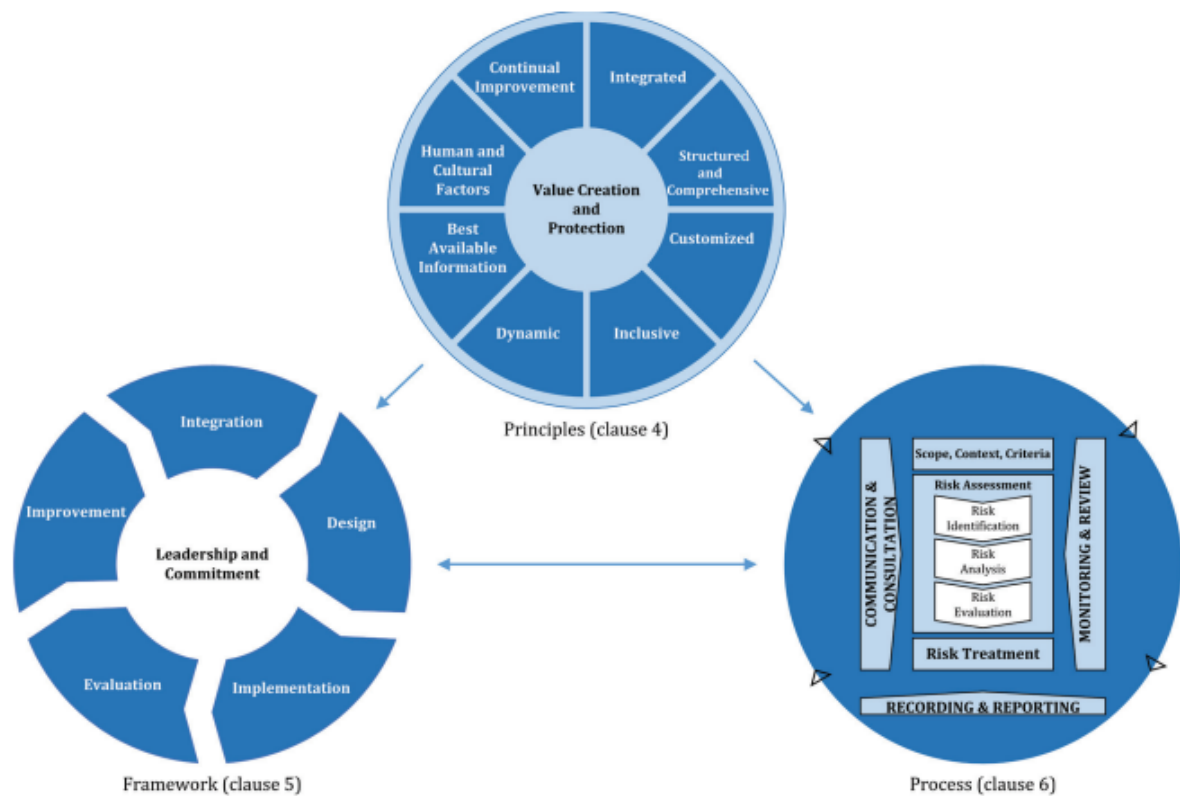 Continual
Improvement
Integrated
Human and
Cultural
Factors
Structured
and
Comprehensive
Value Creation
and
Protection
Best
Available
Information
Customized
Dynamic
Inclusive
Principles (clause 4)
Integration
Improvement
Design
Leadership and
Commitment
Evaluation
Implementation
Framework (clause 5)
Scope, Context, Criteria
Risk Assessment
Risk
Identification
Risk
Analysis
Risk
Evaluation
Risk Treatment
COMMUNICATION &
CONSULTATION
MONITORING & REVIEW
RECORDING & REPORTING
Process (clause 6)